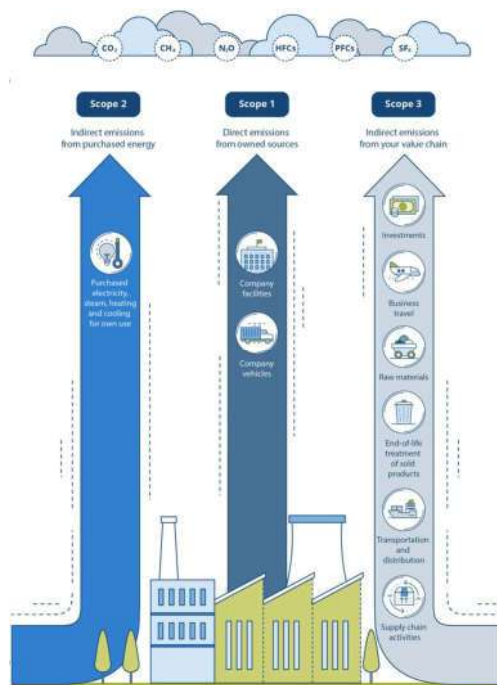 CO₂ CH₄ N₂O HFCs PFCs SF₆
Scope 2
Indirect emissions
from purchased energy
Purchased
electricity,
steam, heating
and cooling
for own use
Scope 1
Direct emissions
from owned sources
Company
facilities
Company
vehicles
Scope 3
Indirect emissions
from your value chain
Investments
Business
travel
Raw materials
End-of-life
treatment
of sold
products
Transportation
and
distribution
Supply chain
activities